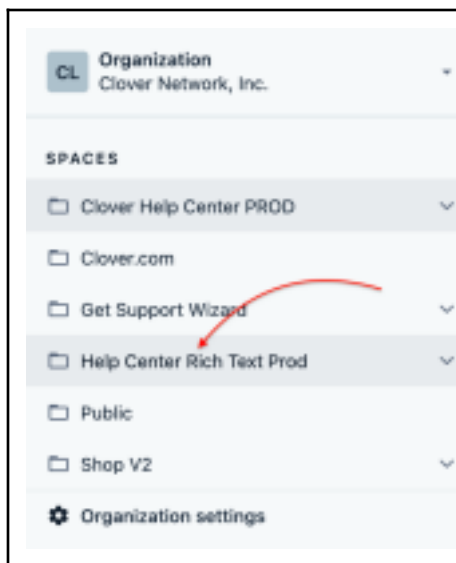 Organization
CL
Clover Network, Inc.
SPACES
Clover Help Center PROD
Clover.com
Get Support Wizard
Help Center Rich Text Prod
Public
Shop V2
Organization settings